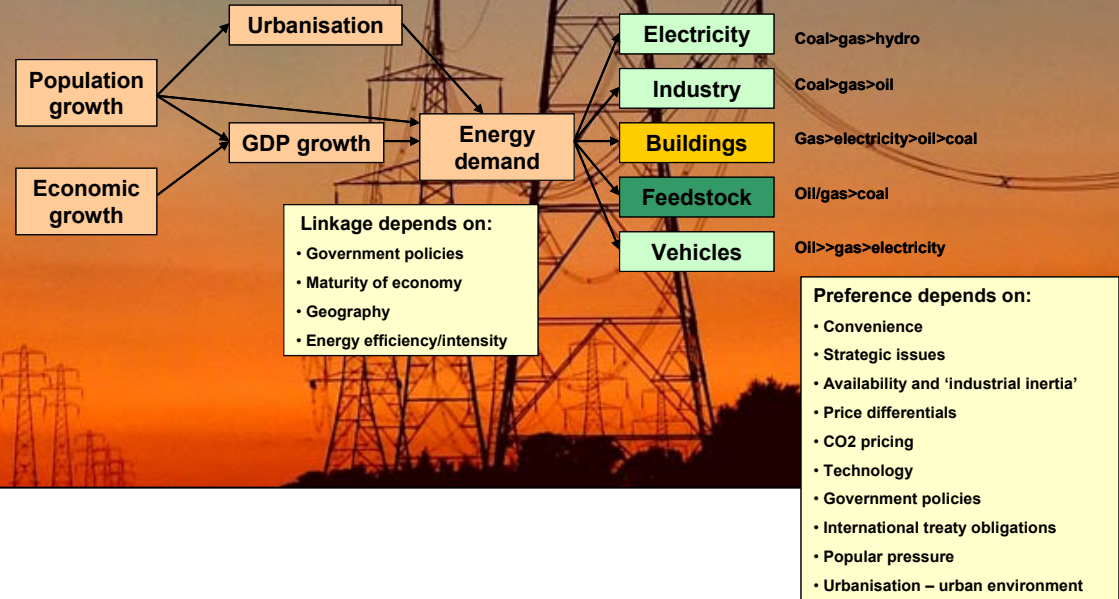 Urbanisation
Population
growth
GDP growth
Economic
growth
Energy
demand
Electricity
Coal>gas>hydro
Industry
Coal>gas>oil
Buildings
Gas>electricity>oil>coal
Feedstock
Oil/gas>coal
Vehicles
Oil>>gas>electricity
Linkage depends on:
• Government policies
• Maturity of economy
• Geography
• Energy efficiency/intensity
Preference depends on:
• Convenience
• Strategic issues
• Availability and ‘industrial inertia’
• Price differentials
• CO2 pricing
• Technology
• Government policies
• International treaty obligations
• Popular pressure
• Urbanisation – urban environment